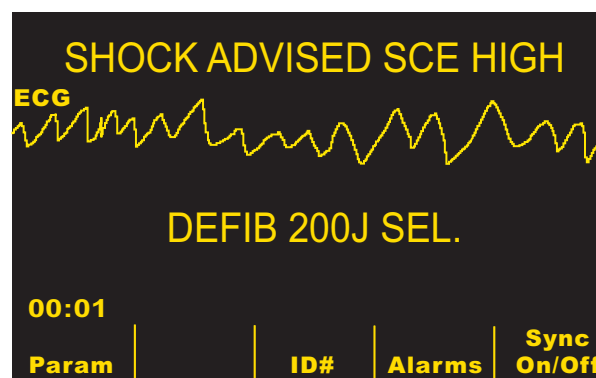 SHOCK ADVISED SCE HIGH
ECG
DEFIB 200J SEL.
00:01
Sync
Param ID# Alarms On/Off